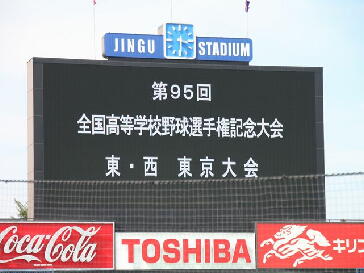 JINGU STADIUM
第95回
全国高等学校野球選手権記念大会
東・西 東京大会
Coca-Cola TOSHIBA キリン